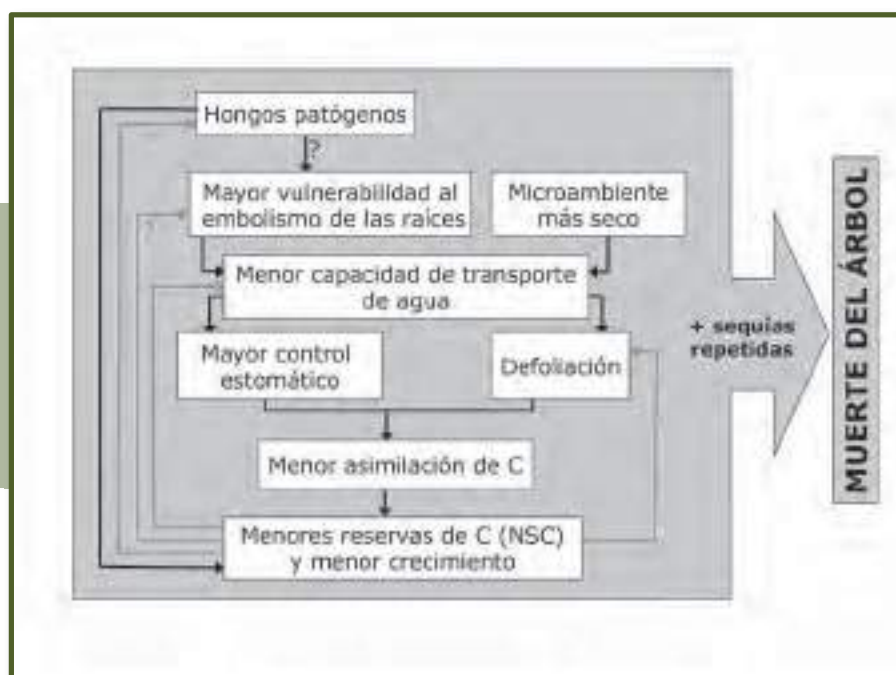 Hongos patógenos
?
Mayor vulnerabilidad al
embolismo de las raíces
Microambiente
más seco
Menor capacidad de transporte
de agua
Mayor control
estomático
Defoliación
Menor asimilación de C
Menores reservas de C (NSC)
y menor crecimiento
+ sequías
repetidas
MUERTE DEL ÁRBOL